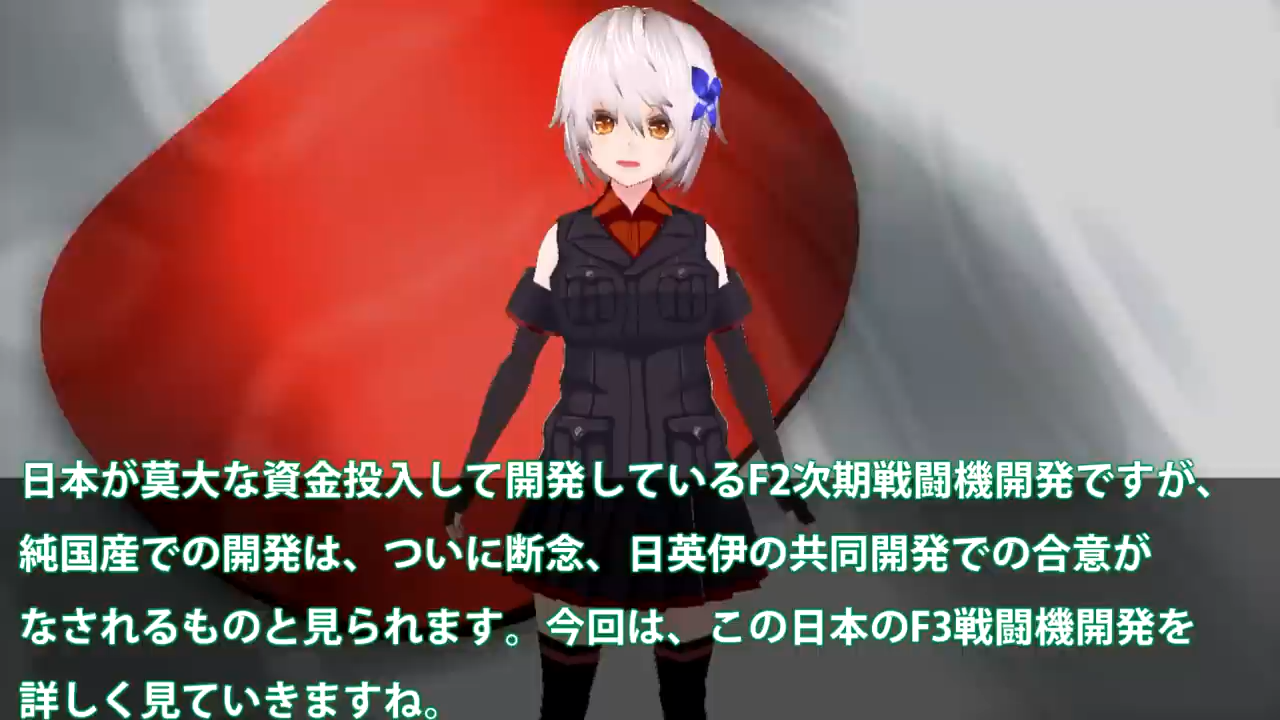 日本が莫大な資金投入して開発しているF2次期戦闘機開発ですが、
純国産での開発は、ついに断念、日英伊の共同開発での合意が
なされるものと見られます。今回は、この日本のF3戦闘機開発を
詳しく見ていきますね。